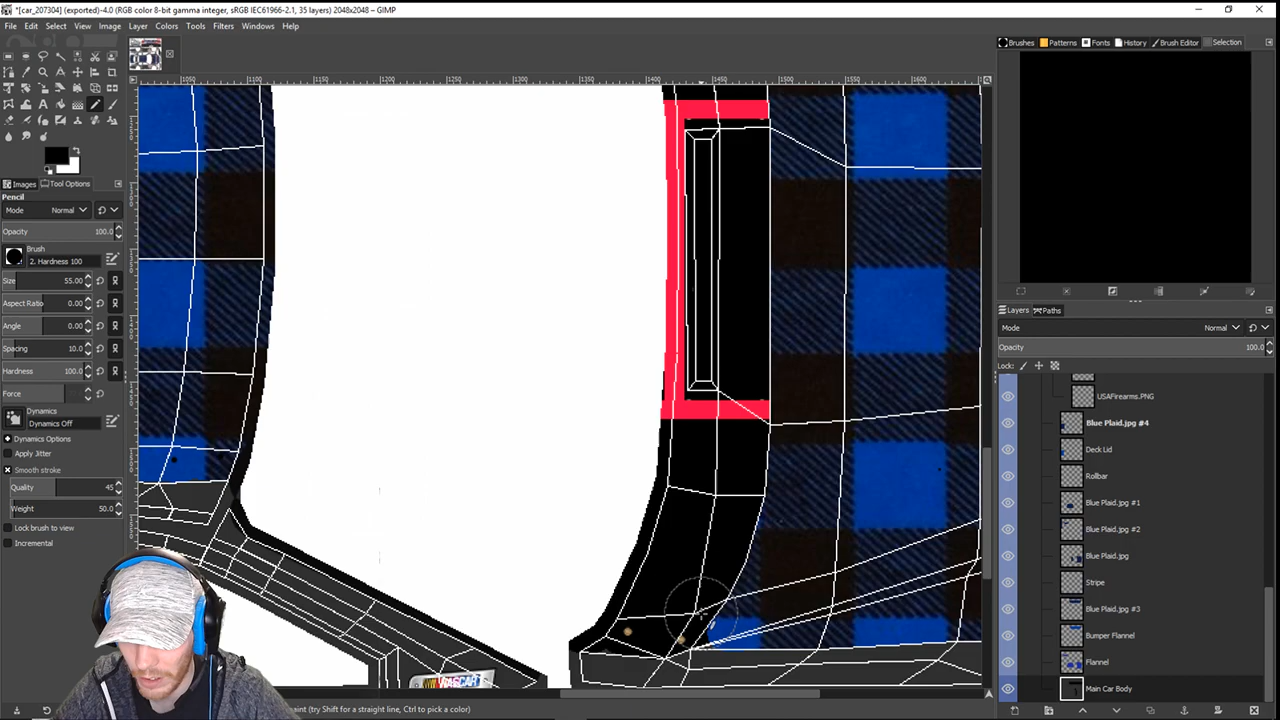 *[car_207304] (exported)-4.0 (RGB color 8-bit gamma integer, sRGB IEC61966-2.1, 35 layers) 2048x2048 – GIMP
File Edit Select View Image Layer Colors Tools Filters Windows Help
Brushes Patterns Fonts History Brush Editor Selection
Images Tool Options
Pencil
Mode Normal
Opacity 100.0
Brush
2. Hardness 100
Size 55.00
Aspect Ratio 0.00
Angle 0.00
Spacing 10.0
Hardness 100.0
Force
Dynamics
Dynamics Off
Dynamics Options
Apply Jitter
Smooth stroke
Quality 45
Weight 50.0
Lock brush to view
Incremental
NASCAR
Layers Paths
Mode Normal
Opacity 100.0
Lock:
USAFirearms.PNG
Blue Plaid.jpg #4
Deck Lid
Rollbar
Blue Plaid.jpg #1
Blue Plaid.jpg #2
Blue Plaid.jpg
Stripe
Blue Plaid.jpg #3
Bumper Flannel
Flannel
Main Car Body
aint (try Shift for a straight line, Ctrl to pick a color)